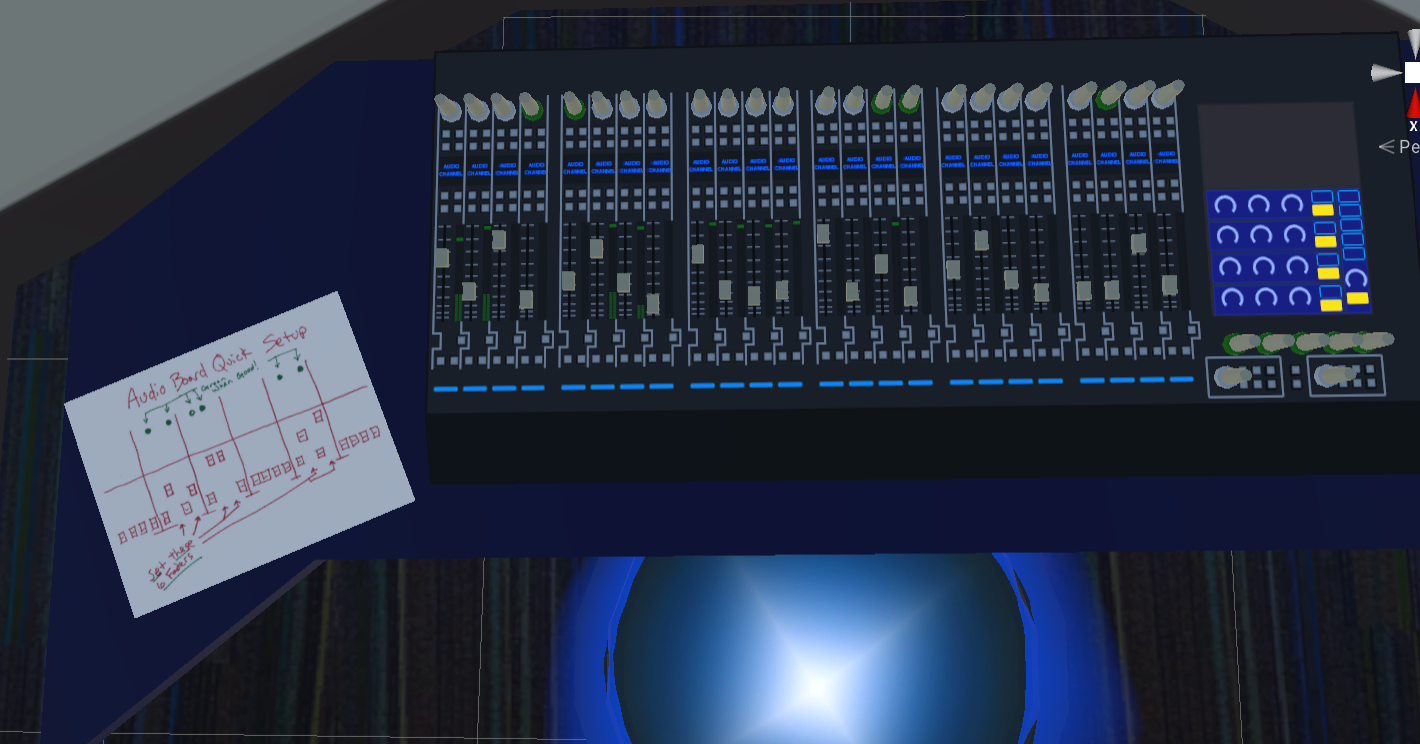 Audio Board Quick Setup
Green
when Good!
Set these
6 Faders
AUDIO CHANNEL AUDIO CHANNEL AUDIO CHANNEL AUDIO CHANNEL AUDIO CHANNEL AUDIO CHANNEL AUDIO CHANNEL AUDIO CHANNEL AUDIO CHANNEL AUDIO CHANNEL AUDIO CHANNEL AUDIO CHANNEL AUDIO CHANNEL AUDIO CHANNEL AUDIO CHANNEL AUDIO CHANNEL AUDIO CHANNEL AUDIO CHANNEL AUDIO CHANNEL AUDIO CHANNEL AUDIO CHANNEL AUDIO CHANNEL AUDIO CHANNEL AUDIO CHANNEL
X
< Pe